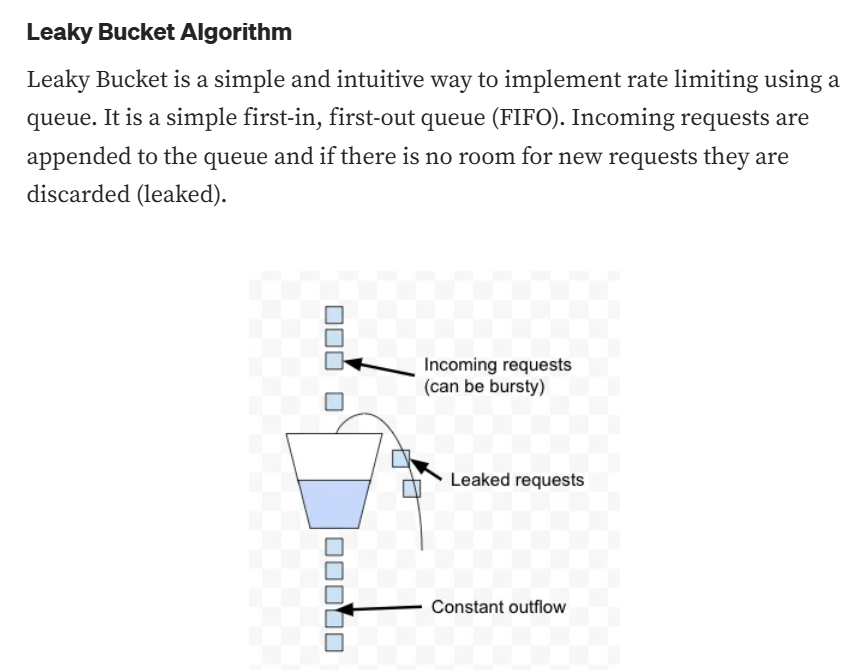 Leaky Bucket Algorithm
Leaky Bucket is a simple and intuitive way to implement rate limiting using a
queue. It is a simple first-in, first-out queue (FIFO). Incoming requests are
appended to the queue and if there is no room for new requests they are
discarded (leaked).
Incoming requests
(can be bursty)
Leaked requests
Constant outflow